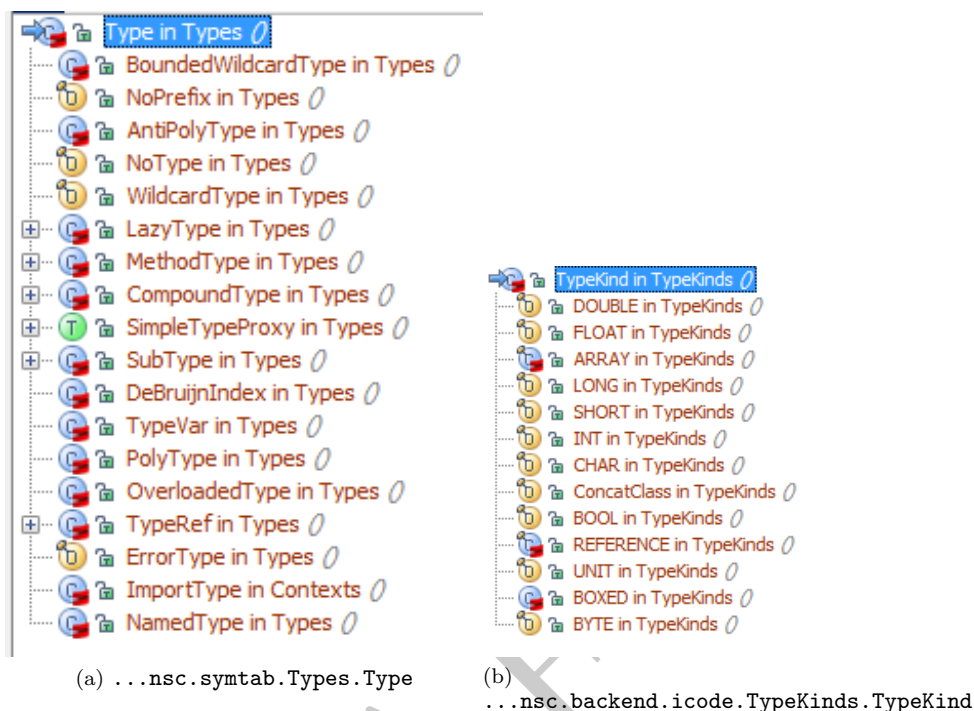 Type in Types ()
BoundedWildcardType in Types ()
NoPrefix in Types ()
AntiPolyType in Types ()
NoType in Types ()
WildcardType in Types ()
LazyType in Types ()
MethodType in Types ()
CompoundType in Types ()
SimpleTypeProxy in Types ()
SubType in Types ()
DeBruijnIndex in Types ()
TypeVar in Types ()
PolyType in Types ()
OverloadedType in Types ()
TypeRef in Types ()
ErrorType in Types ()
ImportType in Contexts ()
NamedType in Types ()
(a) ...nsc.symtab.Types.Type
TypeKind in TypeKinds ()
DOUBLE in TypeKinds ()
FLOAT in TypeKinds ()
ARRAY in TypeKinds ()
LONG in TypeKinds ()
SHORT in TypeKinds ()
INT in TypeKinds ()
CHAR in TypeKinds ()
ConcatClass in TypeKinds ()
BOOL in TypeKinds ()
REFERENCE in TypeKinds ()
UNIT in TypeKinds ()
BOXED in TypeKinds ()
BYTE in TypeKinds ()
(b)
...nsc.backend.icode.TypeKinds.TypeKind